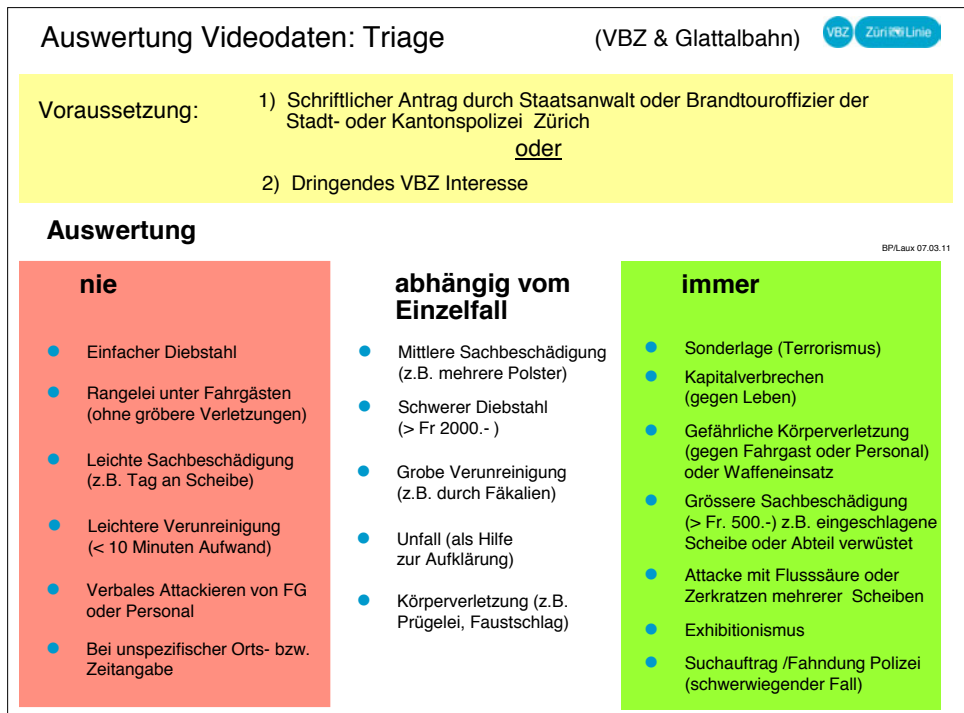 Auswertung Videodaten: Triage
(VBZ & Glattalbahn)
VBZ
Züri Linie
Voraussetzung:
1) Schriftlicher Antrag durch Staatsanwalt oder Brandtouroffizier der
Stadt- oder Kantonspolizei Zürich
oder
2) Dringendes VBZ Interesse
Auswertung
BP/Laux 07.03.11
nie
Einfacher Diebstahl
Rangelei unter Fahrgästen
(ohne gröbere Verletzungen)
Leichte Sachbeschädigung
(z.B. Tag an Scheibe)
Leichtere Verunreinigung
(< 10 Minuten Aufwand)
Verbales Attackieren von FG
oder Personal
Bei unspezifischer Orts- bzw.
Zeitangabe
abhängig vom
Einzelfall
Mittlere Sachbeschädigung
(z.B. mehrere Polster)
Schwerer Diebstahl
(> Fr 2000.- )
Grobe Verunreinigung
(z.B. durch Fäkalien)
Unfall (als Hilfe
zur Aufklärung)
Körperverletzung (z.B.
Prügelei, Faustschlag)
immer
Sonderlage (Terrorismus)
Kapitalverbrechen
(gegen Leben)
Gefährliche Körperverletzung
(gegen Fahrgast oder Personal)
oder Waffeneinsatz
Grössere Sachbeschädigung
(> Fr. 500.-) z.B. eingeschlagene
Scheibe oder Abteil verwüstet
Attacke mit Flusssäure oder
Zerkratzen mehrerer Scheiben
Exhibitionismus
Suchauftrag /Fahndung Polizei
(schwerwiegender Fall)